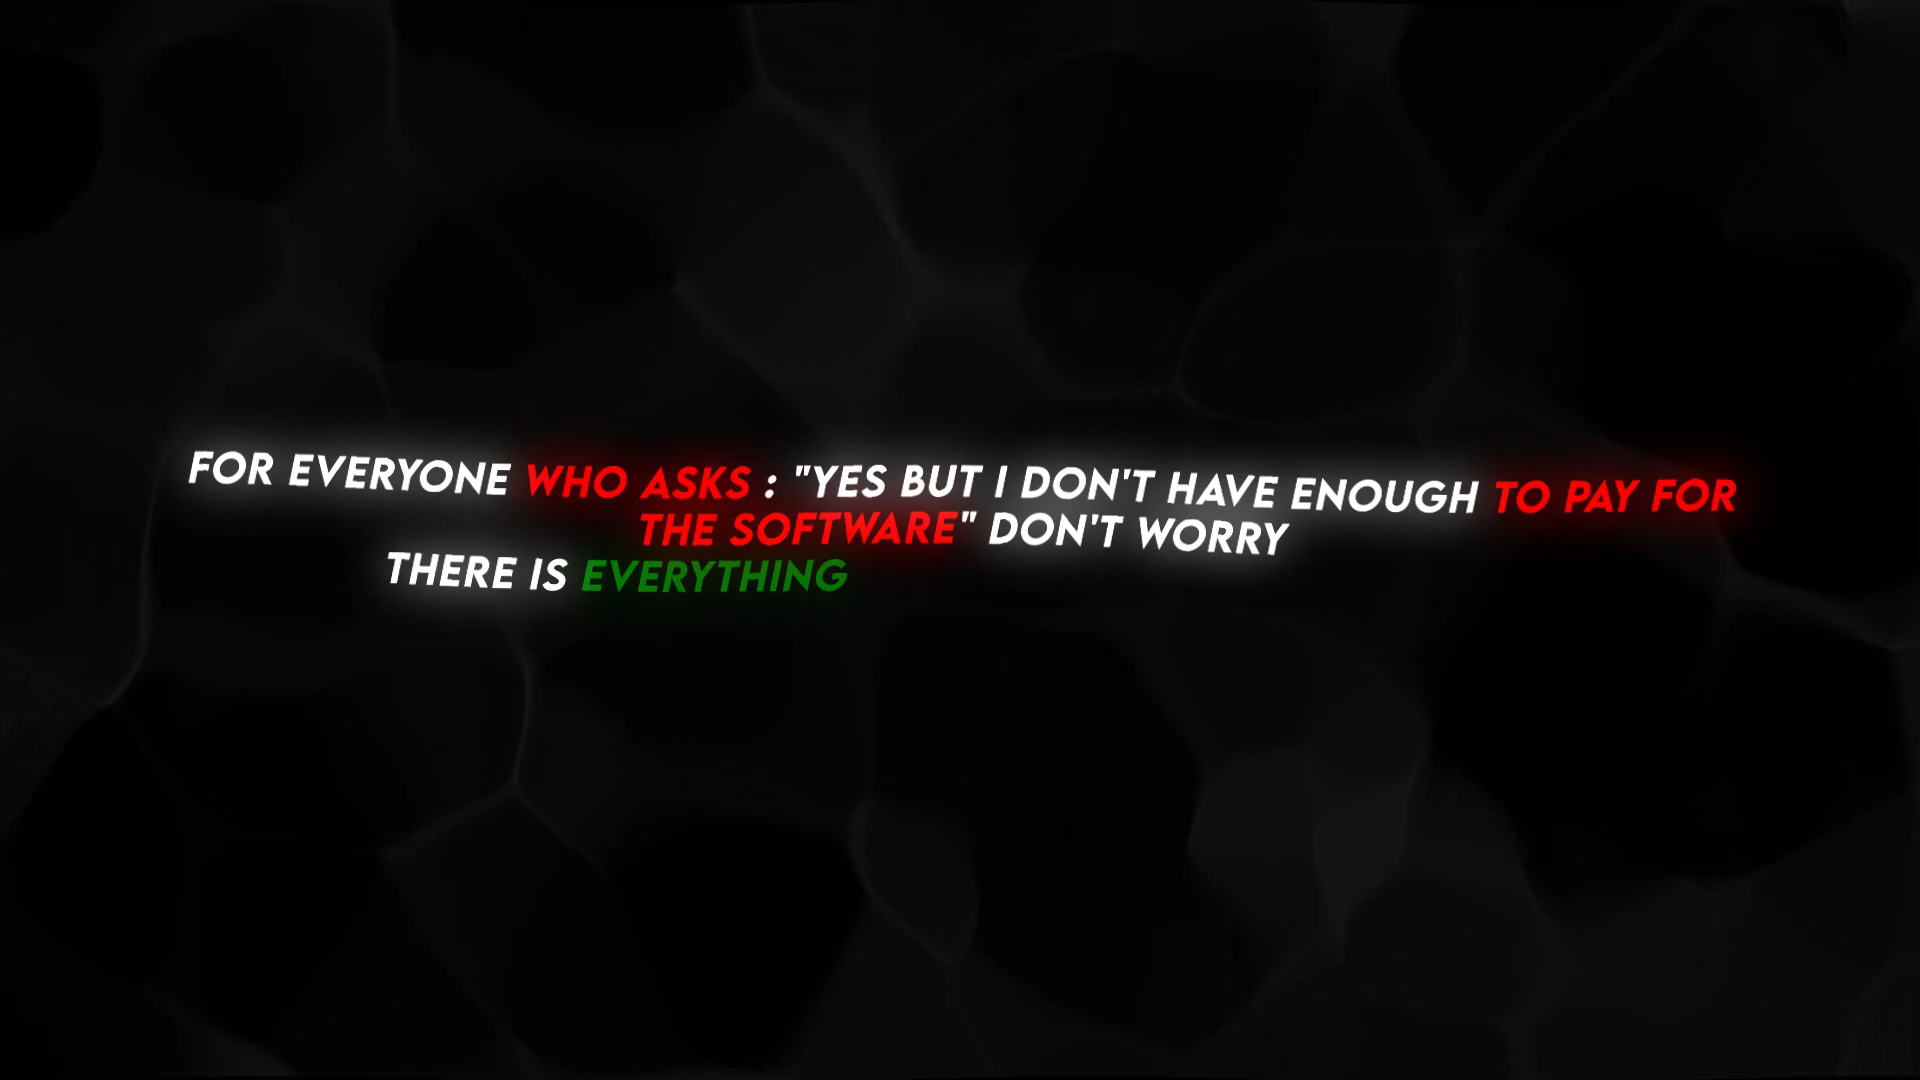 FOR EVERYONE WHO ASKS : "YES BUT I DON'T HAVE ENOUGH TO PAY FOR
THE SOFTWARE" DON'T WORRY
THERE IS EVERYTHING